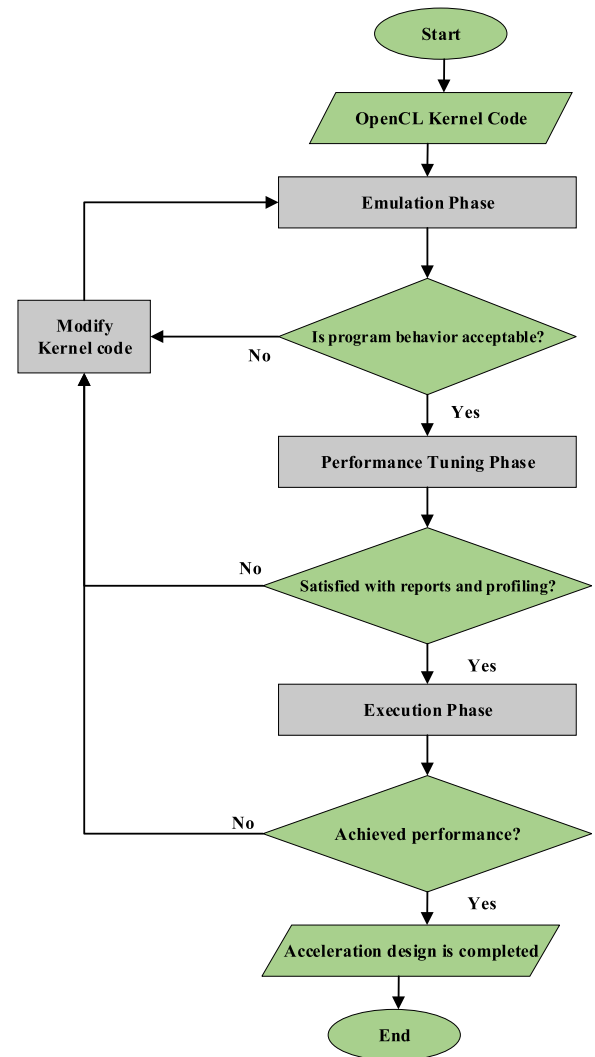 Start
OpenCL Kernel Code
Emulation Phase
Modify
Kernel code
Is program behavior acceptable?
No
Yes
Performance Tuning Phase
No
Satisfied with reports and profiling?
Yes
Execution Phase
No
Achieved performance?
Yes
Acceleration design is completed
End